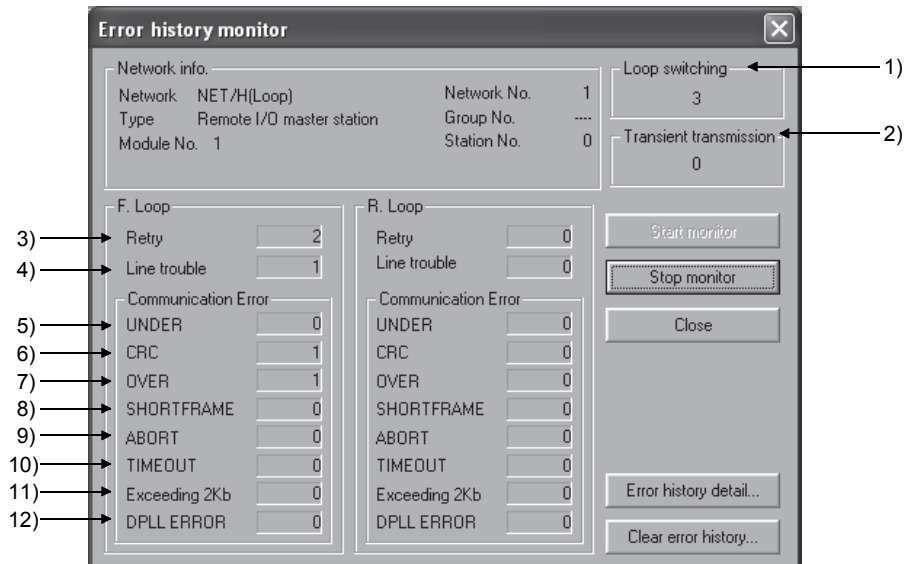 Error history monitor
Network info.
Network NET/H(Loop)
Type Remote I/O master station
Module No. 1
Network No. 1
Group No. ----
Station No. 0
Loop switching
3
1)
Transient transmission
0
2)
F. Loop
3) Retry 2
4) Line trouble 1
Communication Error
5) UNDER 0
6) CRC 1
7) OVER 1
8) SHORTFRAME 0
9) ABORT 0
10) TIMEOUT 0
11) Exceeding 2Kb 0
12) DPLL ERROR 0
R. Loop
Retry 0
Line trouble 0
Communication Error
UNDER 0
CRC 0
OVER 0
SHORTFRAME 0
ABORT 0
TIMEOUT 0
Exceeding 2Kb 0
DPLL ERROR 0
Start monitor
Stop monitor
Close
Error history detail...
Clear error history...